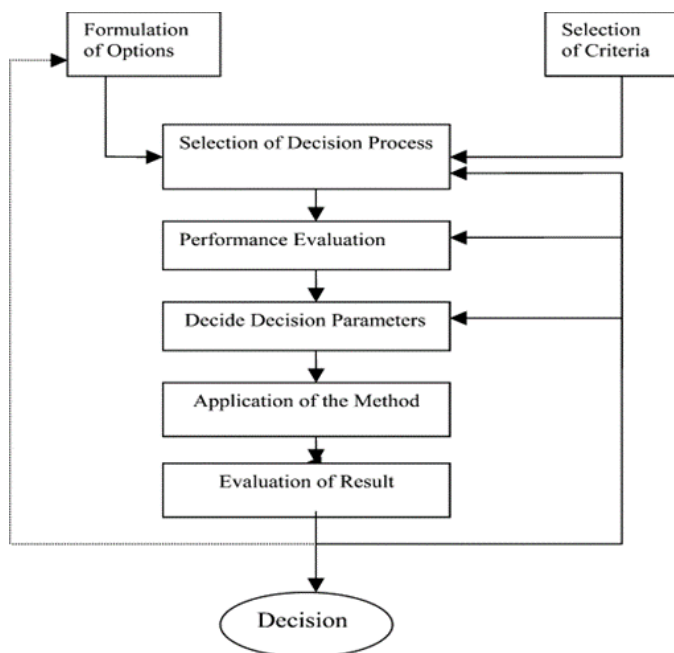 Formulation
of Options
Selection
of Criteria
Selection of Decision Process
Performance Evaluation
Decide Decision Parameters
Application of the Method
Evaluation of Result
Decision